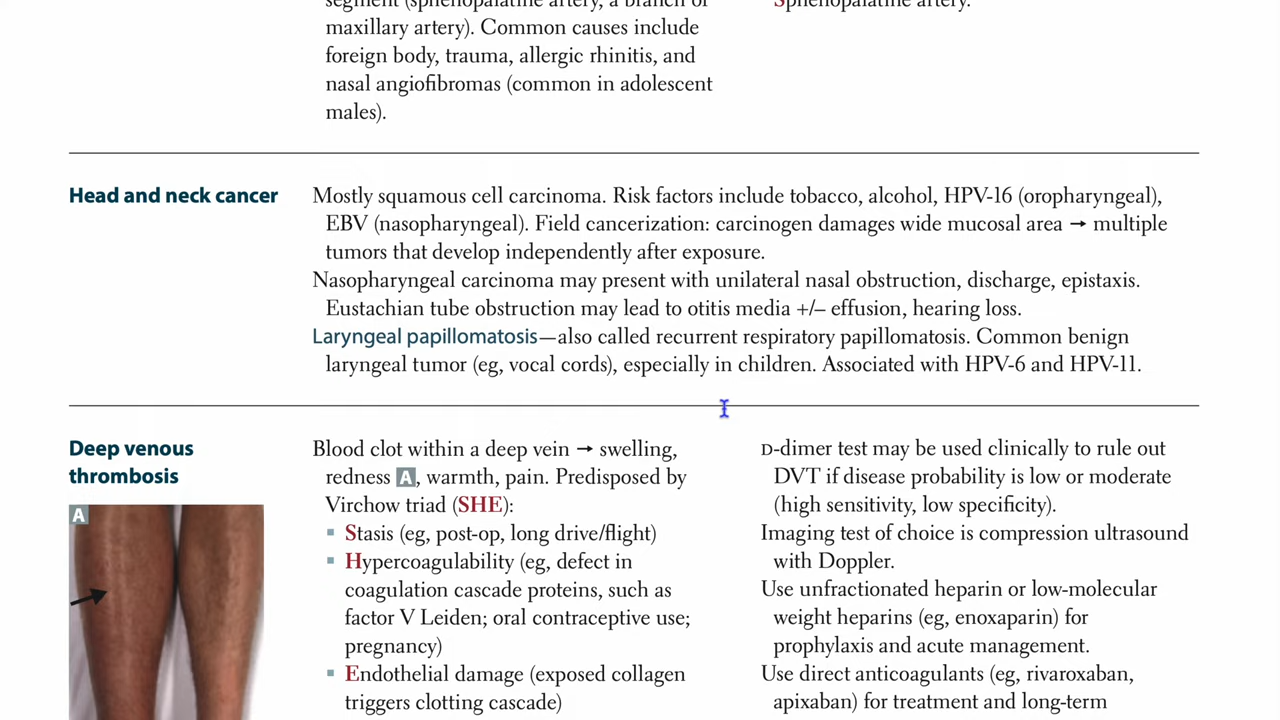 segment (sphenopalatine artery, a branch of
maxillary artery). Common causes include
foreign body, trauma, allergic rhinitis, and
nasal angiofibromas (common in adolescent
males).
Sphenopalatine artery.
Head and neck cancer
Mostly squamous cell carcinoma. Risk factors include tobacco, alcohol, HPV-16 (oropharyngeal),
EBV (nasopharyngeal). Field cancerization: carcinogen damages wide mucosal area → multiple
tumors that develop independently after exposure.
Nasopharyngeal carcinoma may present with unilateral nasal obstruction, discharge, epistaxis.
Eustachian tube obstruction may lead to otitis media +/– effusion, hearing loss.
Laryngeal papillomatosis—also called recurrent respiratory papillomatosis. Common benign
laryngeal tumor (eg, vocal cords), especially in children. Associated with HPV-6 and HPV-11.
Deep venous
thrombosis
A
Blood clot within a deep vein → swelling,
redness A, warmth, pain. Predisposed by
Virchow triad (SHE):
▪ Stasis (eg, post-op, long drive/flight)
▪ Hypercoagulability (eg, defect in
coagulation cascade proteins, such as
factor V Leiden; oral contraceptive use;
pregnancy)
▪ Endothelial damage (exposed collagen
triggers clotting cascade)
D-dimer test may be used clinically to rule out
DVT if disease probability is low or moderate
(high sensitivity, low specificity).
Imaging test of choice is compression ultrasound
with Doppler.
Use unfractionated heparin or low-molecular
weight heparins (eg, enoxaparin) for
prophylaxis and acute management.
Use direct anticoagulants (eg, rivaroxaban,
apixaban) for treatment and long-term